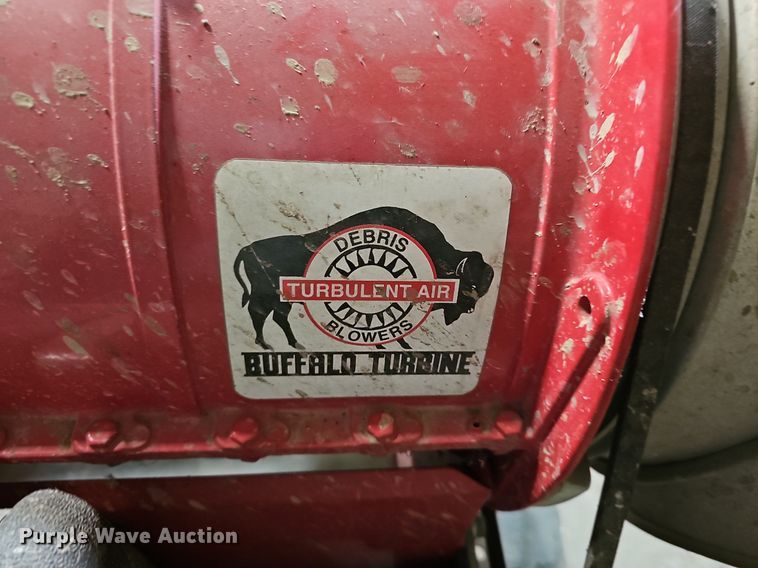 DEBRIS
TURBULENT AIR
BLOWERS
BUFFALO TURBINE
Purple Wave Auction